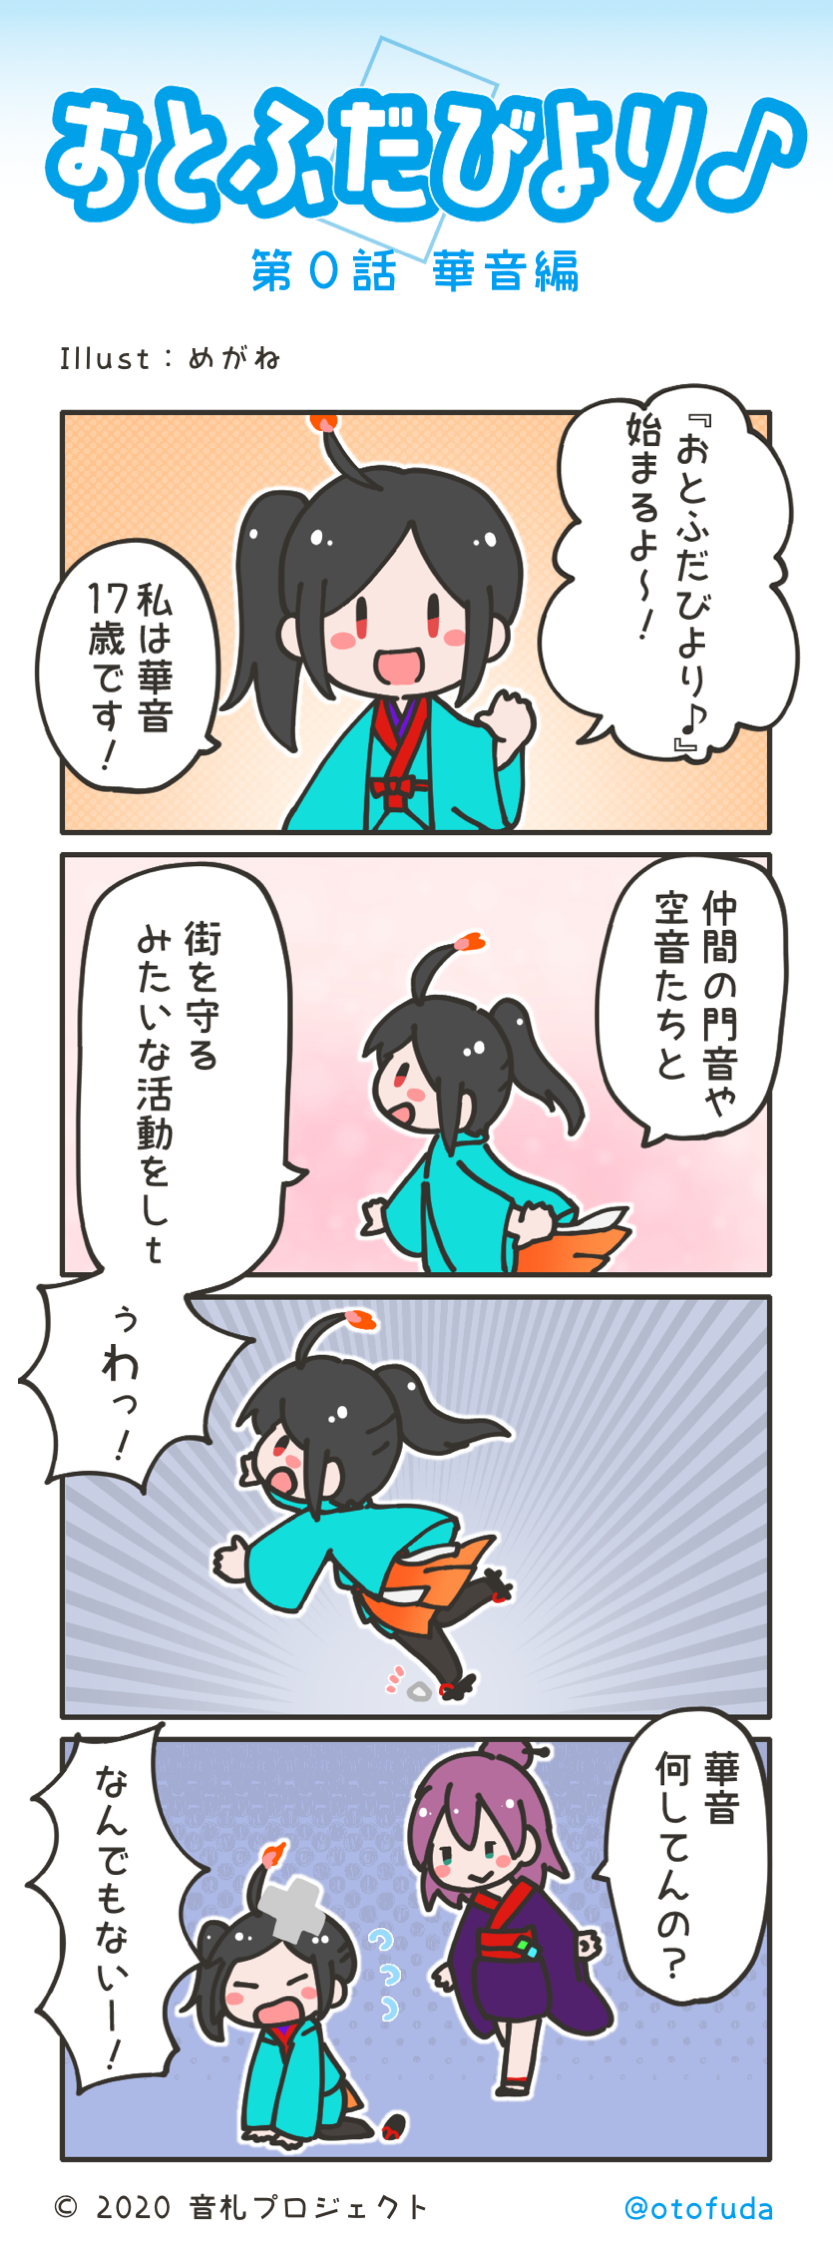 おとふだびより♪
第0話 華音編
Illust：めがね
『おとふだびより♪』
始まるよ～！
私は華音
17歳です！
仲間の門音や
空音たちと
街を守る
みたいな活動をしt
ぅわっ！
華音
何してんの？
なんでもないー！
© 2020 音札プロジェクト
@otofuda